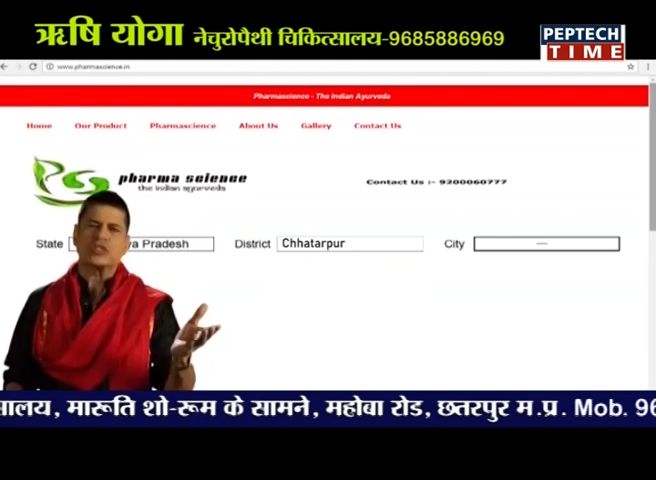 ऋषि योगा नेचुरोपैथी चिकित्सालय-9685886969
PEPTECH
TIME
www.pharmascience.in
Pharmascience - The Indian Ayurveda
Home Our Product Pharmascience About Us Gallery Contact Us
pharma science
the indian ayurveda
Contact Us :- 9200060777
State ya Pradesh District Chhatarpur City
सालय, मारूति शो-रूम के सामने, महोबा रोड, छतरपुर म.प्र. Mob. 96